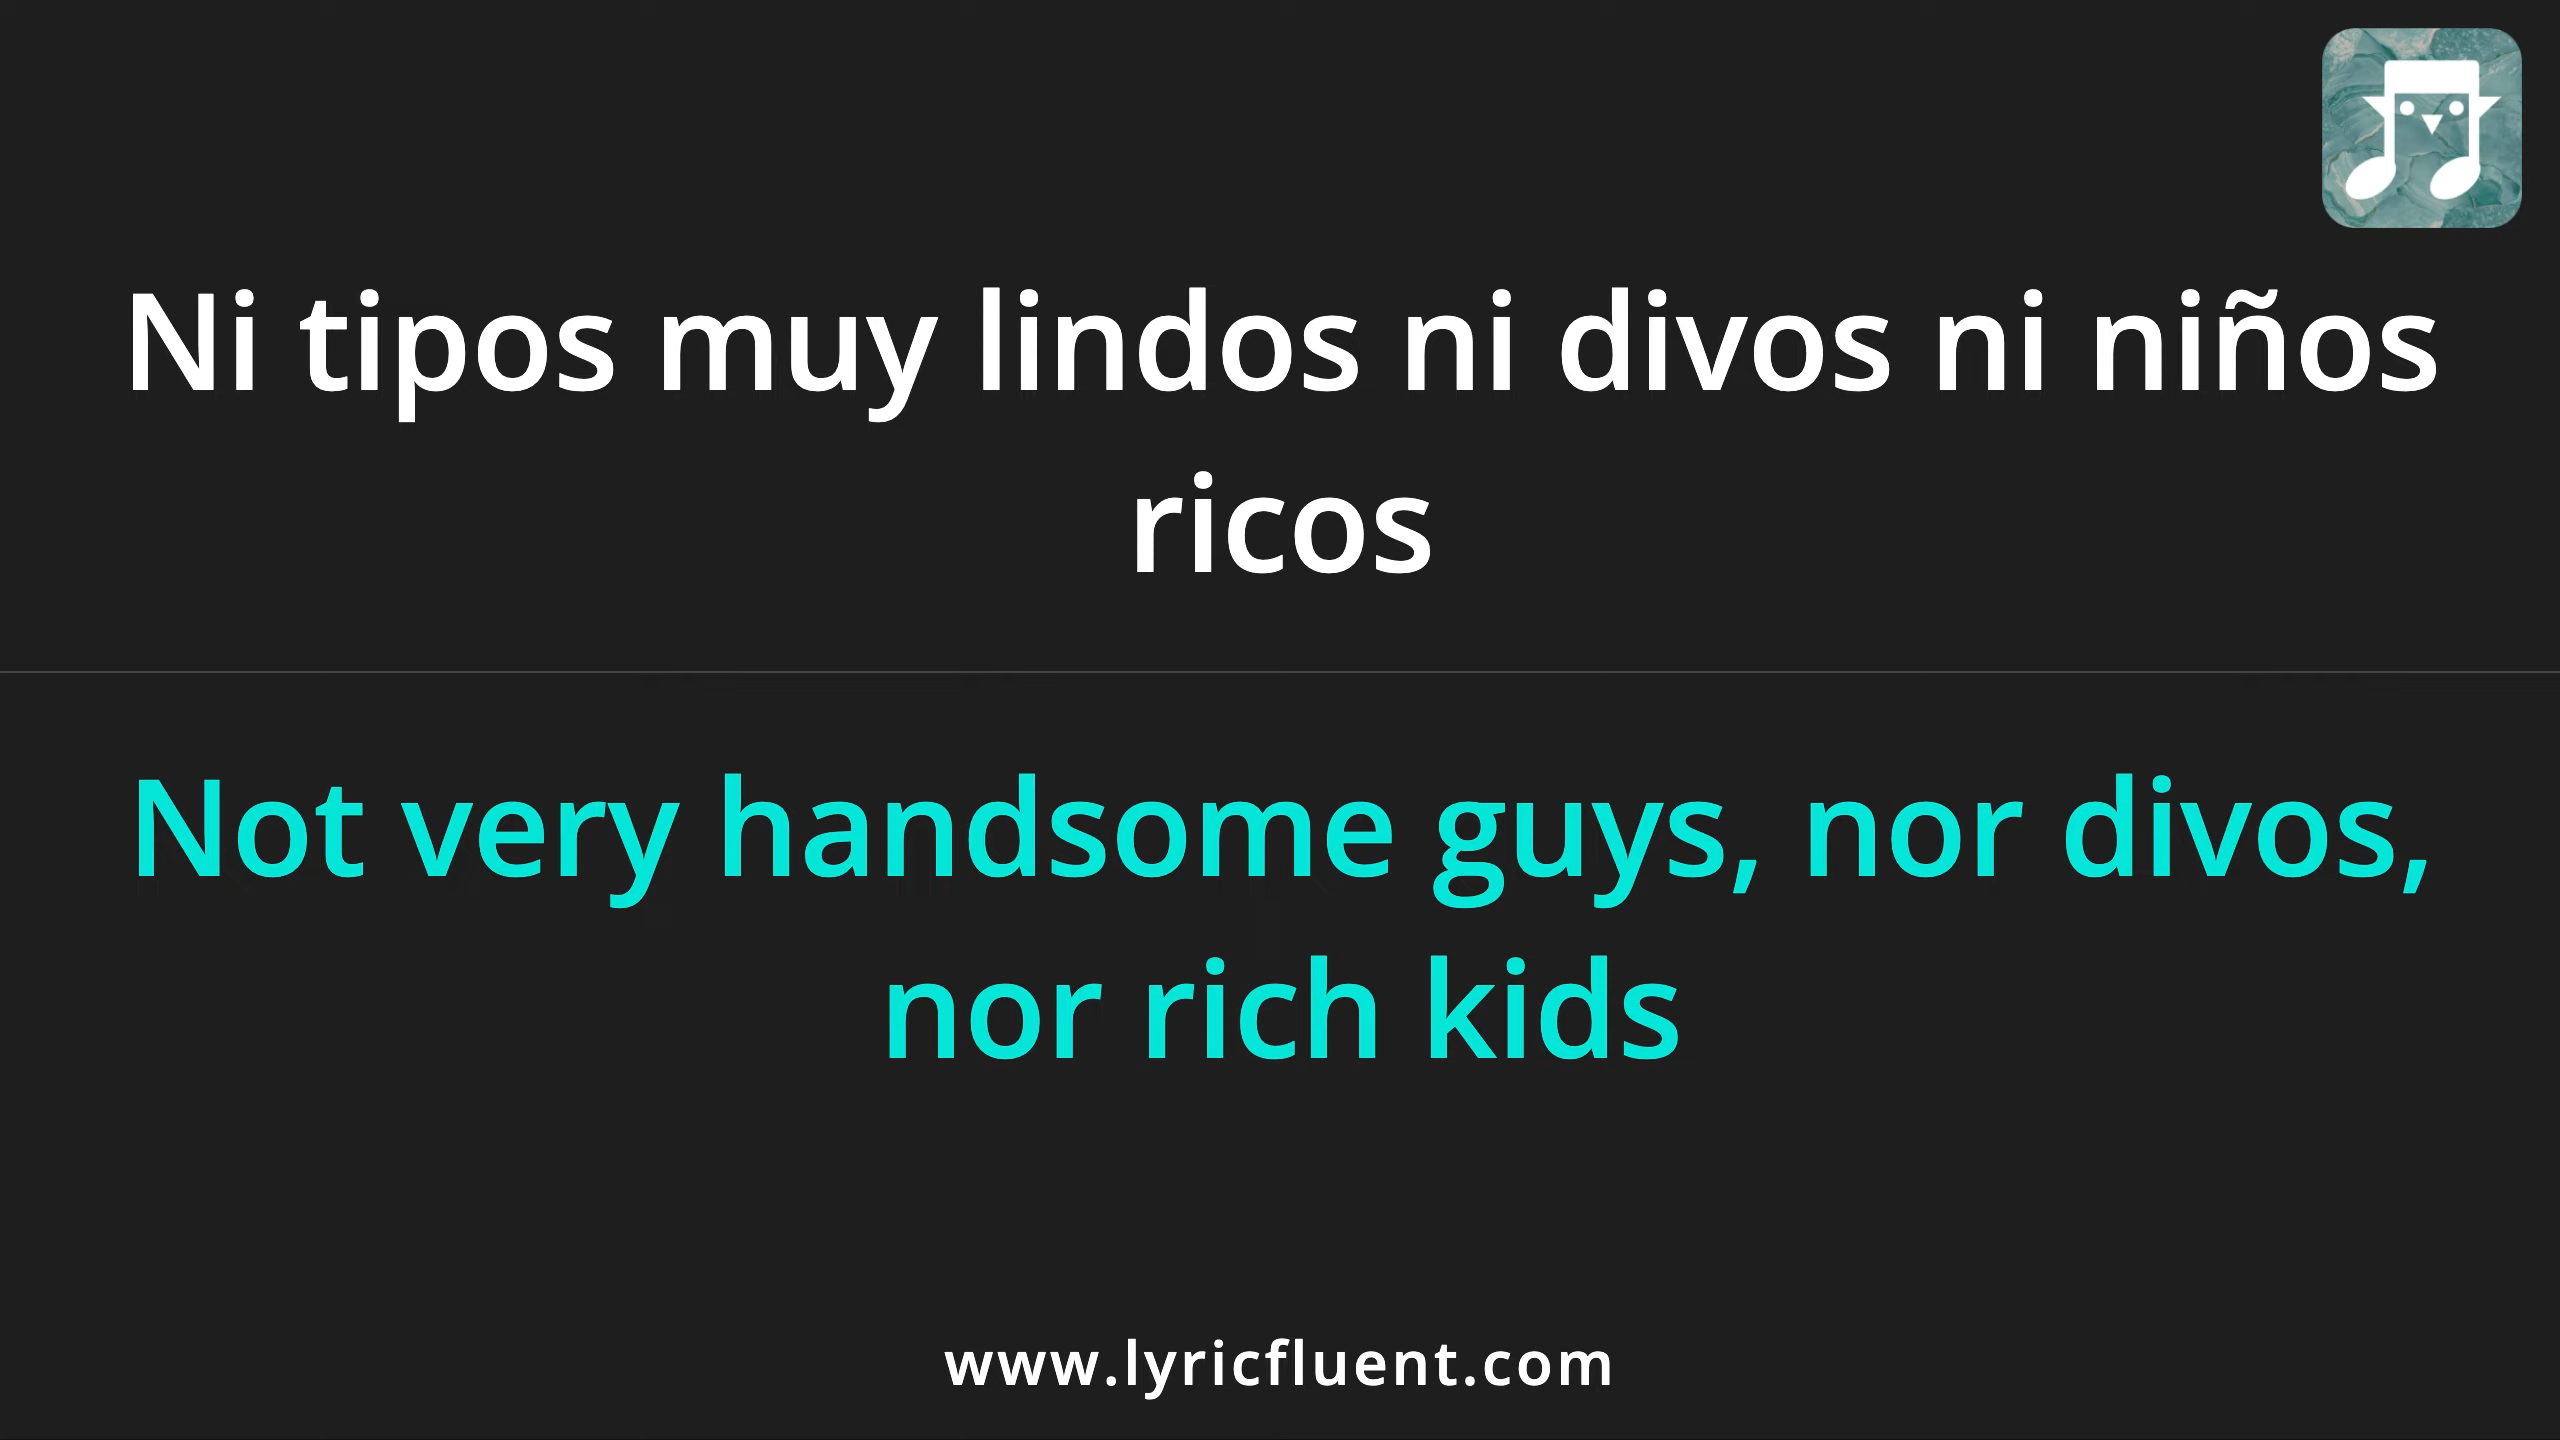 Ni tipos muy lindos ni divos ni niños
ricos
Not very handsome guys, nor divos,
nor rich kids
www.lyricfluent.com